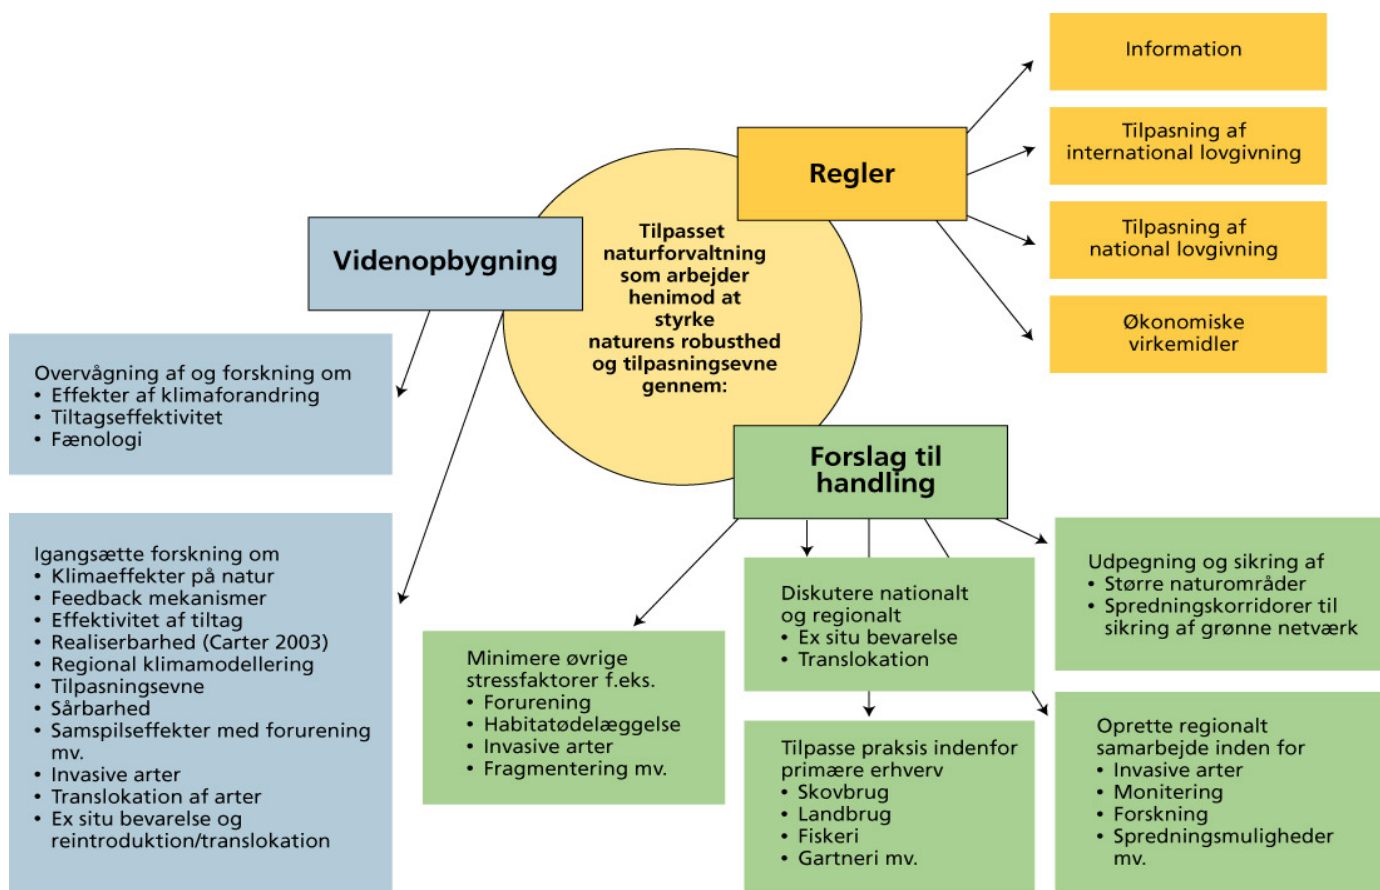 Tilpasset
naturforvaltning
som arbejder
henimod at
styrke
naturens robusthed
og tilpasningsevne
gennem:
Videnopbygning
Overvågning af og forskning om
• Effekter af klimaforandring
• Tiltagseffektivitet
• Fænologi
Igangsætte forskning om
• Klimaeffekter på natur
• Feedback mekanismer
• Effektivitet af tiltag
• Realiserbarhed (Carter 2003)
• Regional klimamodellering
• Tilpasningsevne
• Sårbarhed
• Samspilseffekter med forurening
mv.
• Invasive arter
• Translokation af arter
• Ex situ bevarelse og
reintroduktion/translokation
Regler
Information
Tilpasning af
international lovgivning
Tilpasning af
national lovgivning
Økonomiske
virkemidler
Forslag til
handling
Minimere øvrige
stressfaktorer f.eks.
• Forurening
• Habitatødelæggelse
• Invasive arter
• Fragmentering mv.
Diskutere nationalt
og regionalt
• Ex situ bevarelse
• Translokation
Tilpasse praksis indenfor
primære erhverv
• Skovbrug
• Landbrug
• Fiskeri
• Gartneri mv.
Udpegning og sikring af
• Større naturområder
• Spredningskorridorer til
sikring af grønne netværk
Oprette regionalt
samarbejde inden for
• Invasive arter
• Monitering
• Forskning
• Spredningsmuligheder
mv.